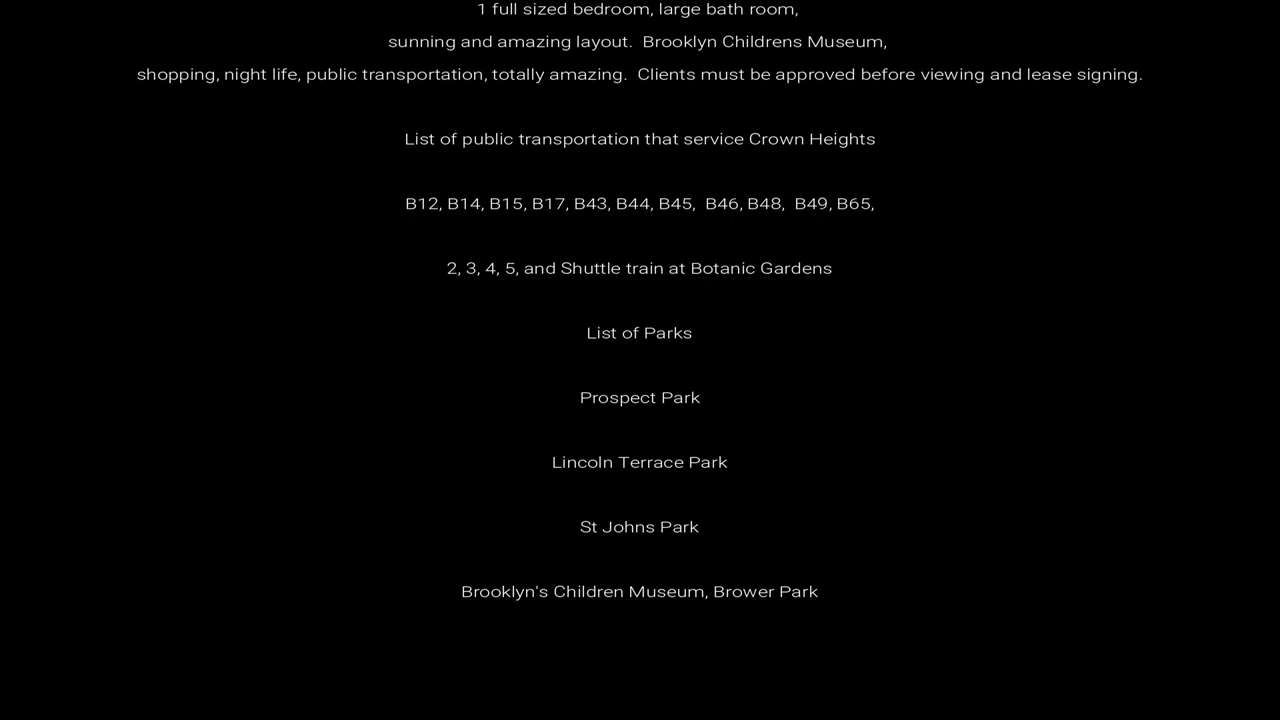 1 full sized bedroom, large bath room,
sunning and amazing layout.  Brooklyn Childrens Museum,
shopping, night life, public transportation, totally amazing.  Clients must be approved before viewing and lease signing.
List of public transportation that service Crown Heights
B12, B14, B15, B17, B43, B44, B45,  B46, B48,  B49, B65,
2, 3, 4, 5, and Shuttle train at Botanic Gardens
List of Parks
Prospect Park
Lincoln Terrace Park
St Johns Park
Brooklyn's Children Museum, Brower Park